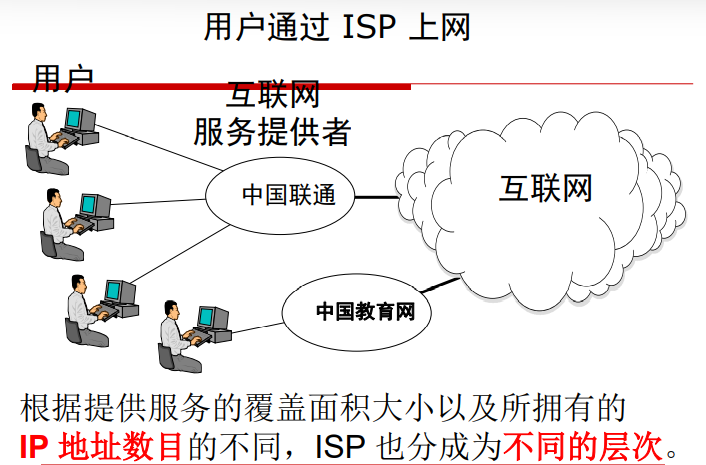 用户通过 ISP 上网
用户
互联网
服务提供者
中国联通
互联网
中国教育网
根据提供服务的覆盖面积大小以及所拥有的
IP 地址数目的不同，ISP 也分成为不同的层次。